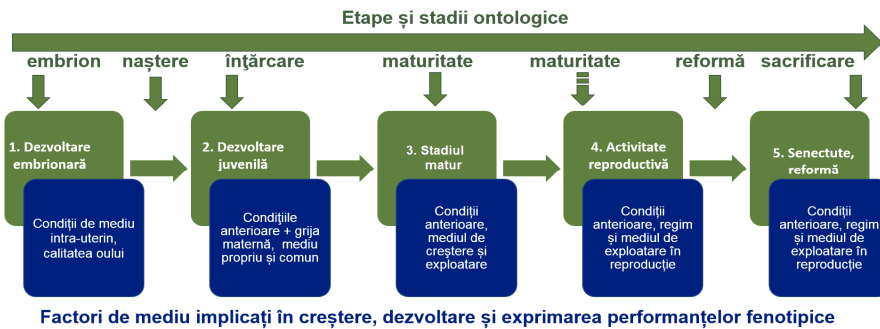 Etape și stadii ontologice
embrion naștere înţărcare maturitate maturitate reformă sacrificare
1. Dezvoltare
embrionară
Condiții de mediu
intra-uterin,
calitatea oului
2. Dezvoltare
juvenilă
Condiţiile
anterioare + grija
maternă, mediu
propriu și comun
3. Stadiul
matur
Condiții
anterioare,
mediul de
creștere și
exploatare
4. Activitate
reproductivă
Condiții
anterioare, regim
și mediul de
exploatare în
reproducție
5. Senectute,
reformă
Condiții
anterioare, regim
și mediul de
exploatare în
reproducție
Factori de mediu implicați în creștere, dezvoltare și exprimarea performanțelor fenotipice